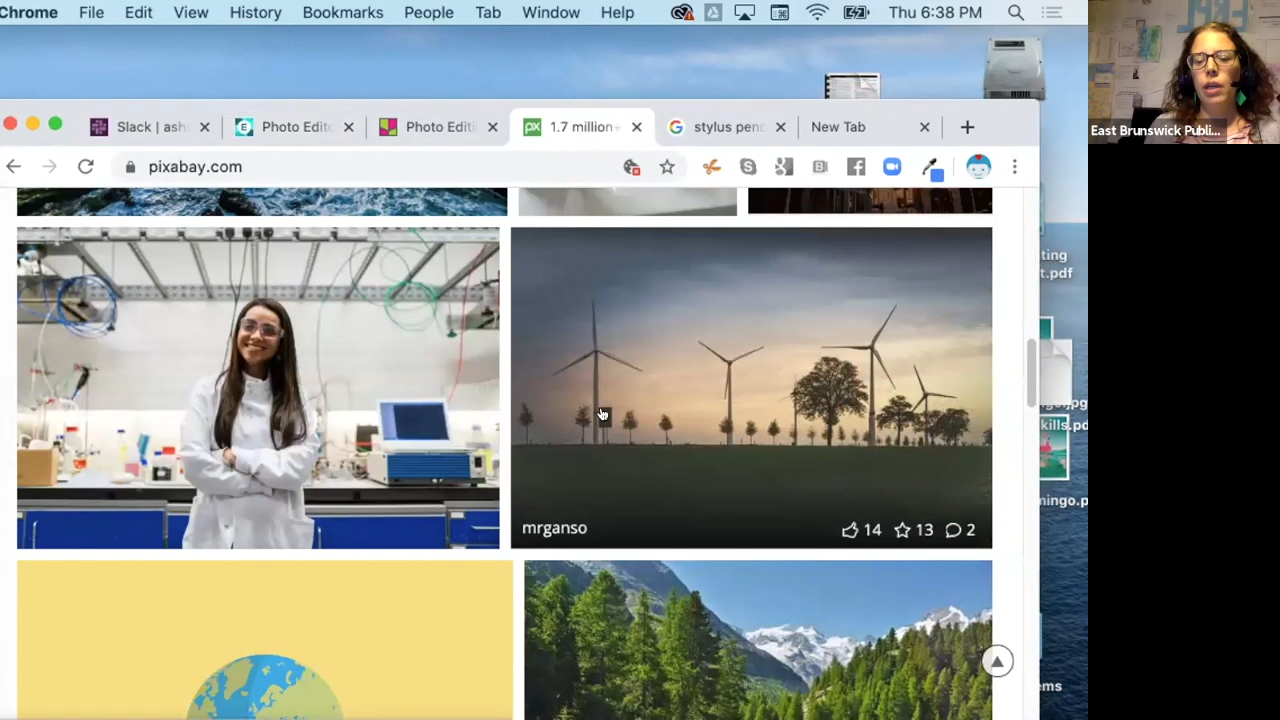 Chrome File Edit View History Bookmarks People Tab Window Help Thu 6:38 PM
Slack | ash Photo Edit Photo Editi 1.7 million+ stylus penc New Tab
pixabay.com
East Brunswick Publi...
ting
t.pdf
mrganso 14 13 2
kills.pd
mingo.p
ems